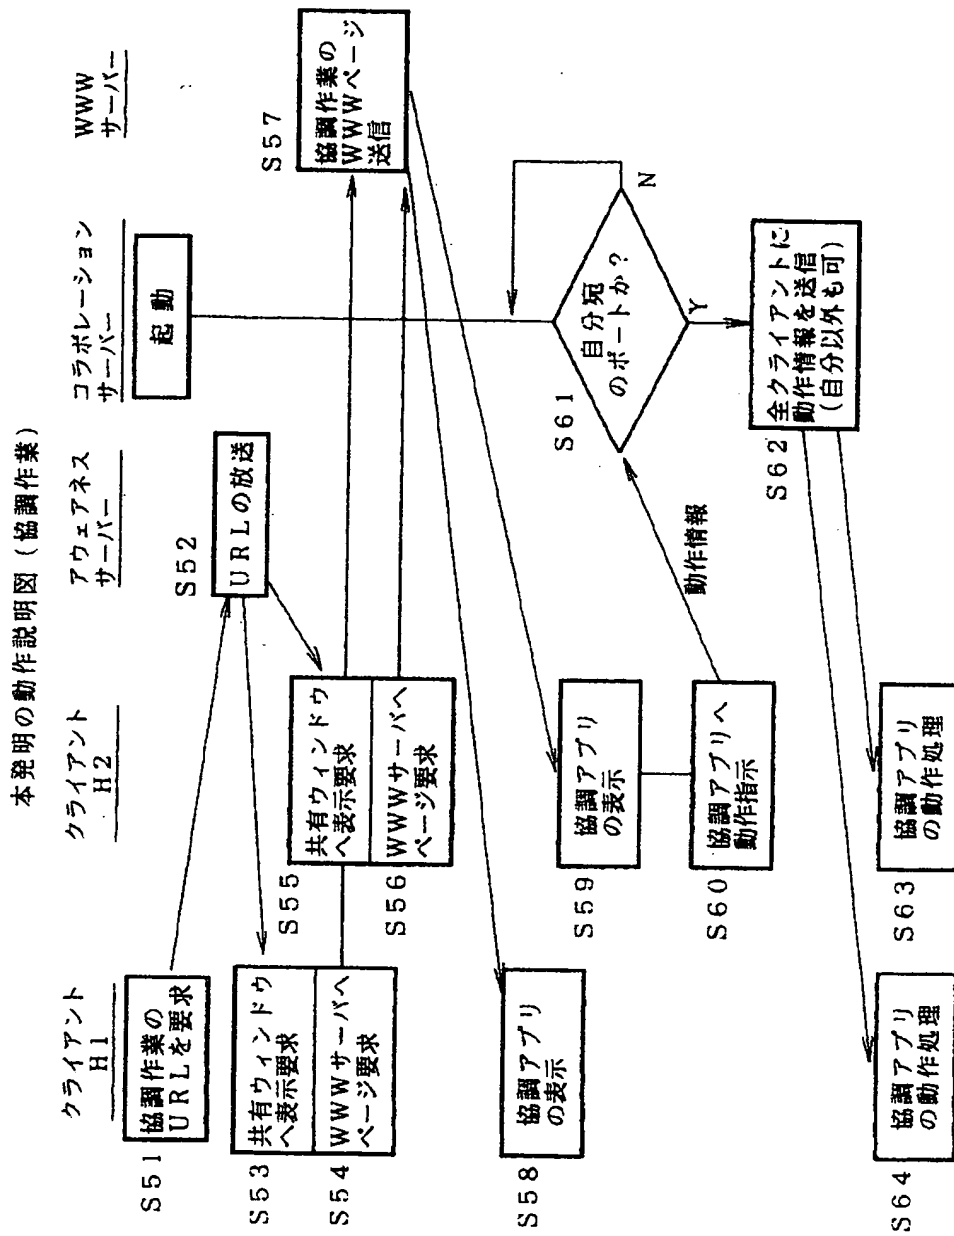 本発明の動作説明図(協調作業)
クライアント
H1
クライアント
H2
アウェアネス
サーバー
コラボレーション
サーバー
WWW
サーバー
起動
S51
協調作業の
URLを要求
S52
URLの放送
S53
共有ウィンドウ
へ表示要求
S54
WWWサーバへ
ページ要求
S55
共有ウィンドウ
へ表示要求
S56
WWWサーバへ
ページ要求
S57
協調作業の
WWWページ
送信
S58
協調アプリ
の表示
S59
協調アプリ
の表示
S60
協調アプリへ
動作指示
動作情報
S61
自分宛
のポートか?
N
Y
S62
全クライアントに
動作情報を送信
(自分以外も可)
S63
協調アプリ
の動作処理
S64
協調アプリ
の動作処理